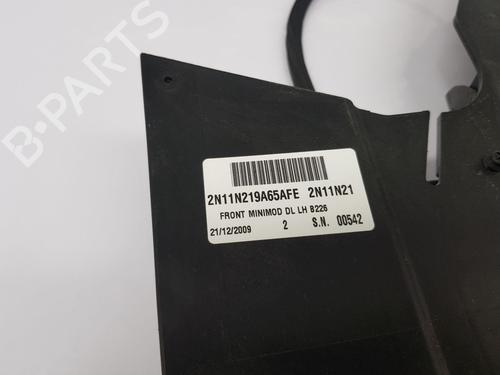 B-PARTS
2N11N219A65AFE 2N11N21
FRONT MINIMOD DL LH B226
21/12/2009 2 S.N. 00542